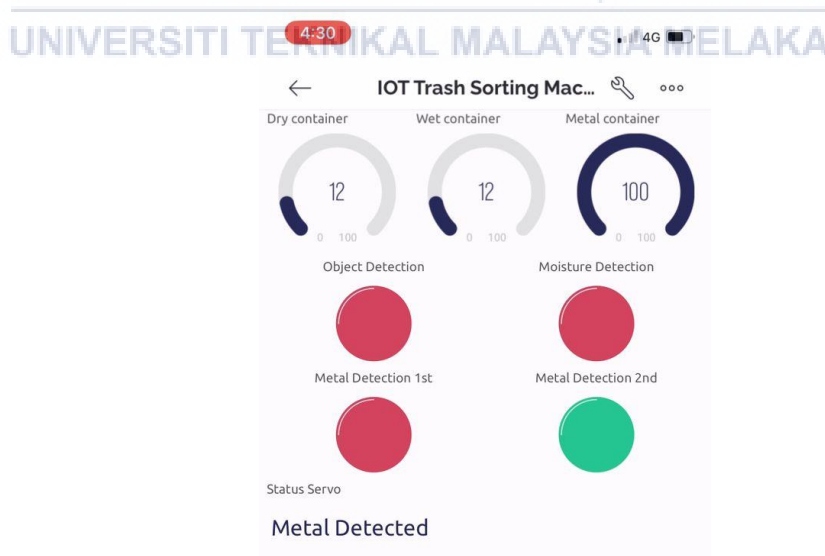 UNIVERSITI TEKNIKAL MALAYSIA MELAKA
4:30
4G
IOT Trash Sorting Mac...
Dry container Wet container Metal container
12 12 100
0 100 0 100 0 100
Object Detection Moisture Detection
Metal Detection 1st Metal Detection 2nd
Status Servo
Metal Detected